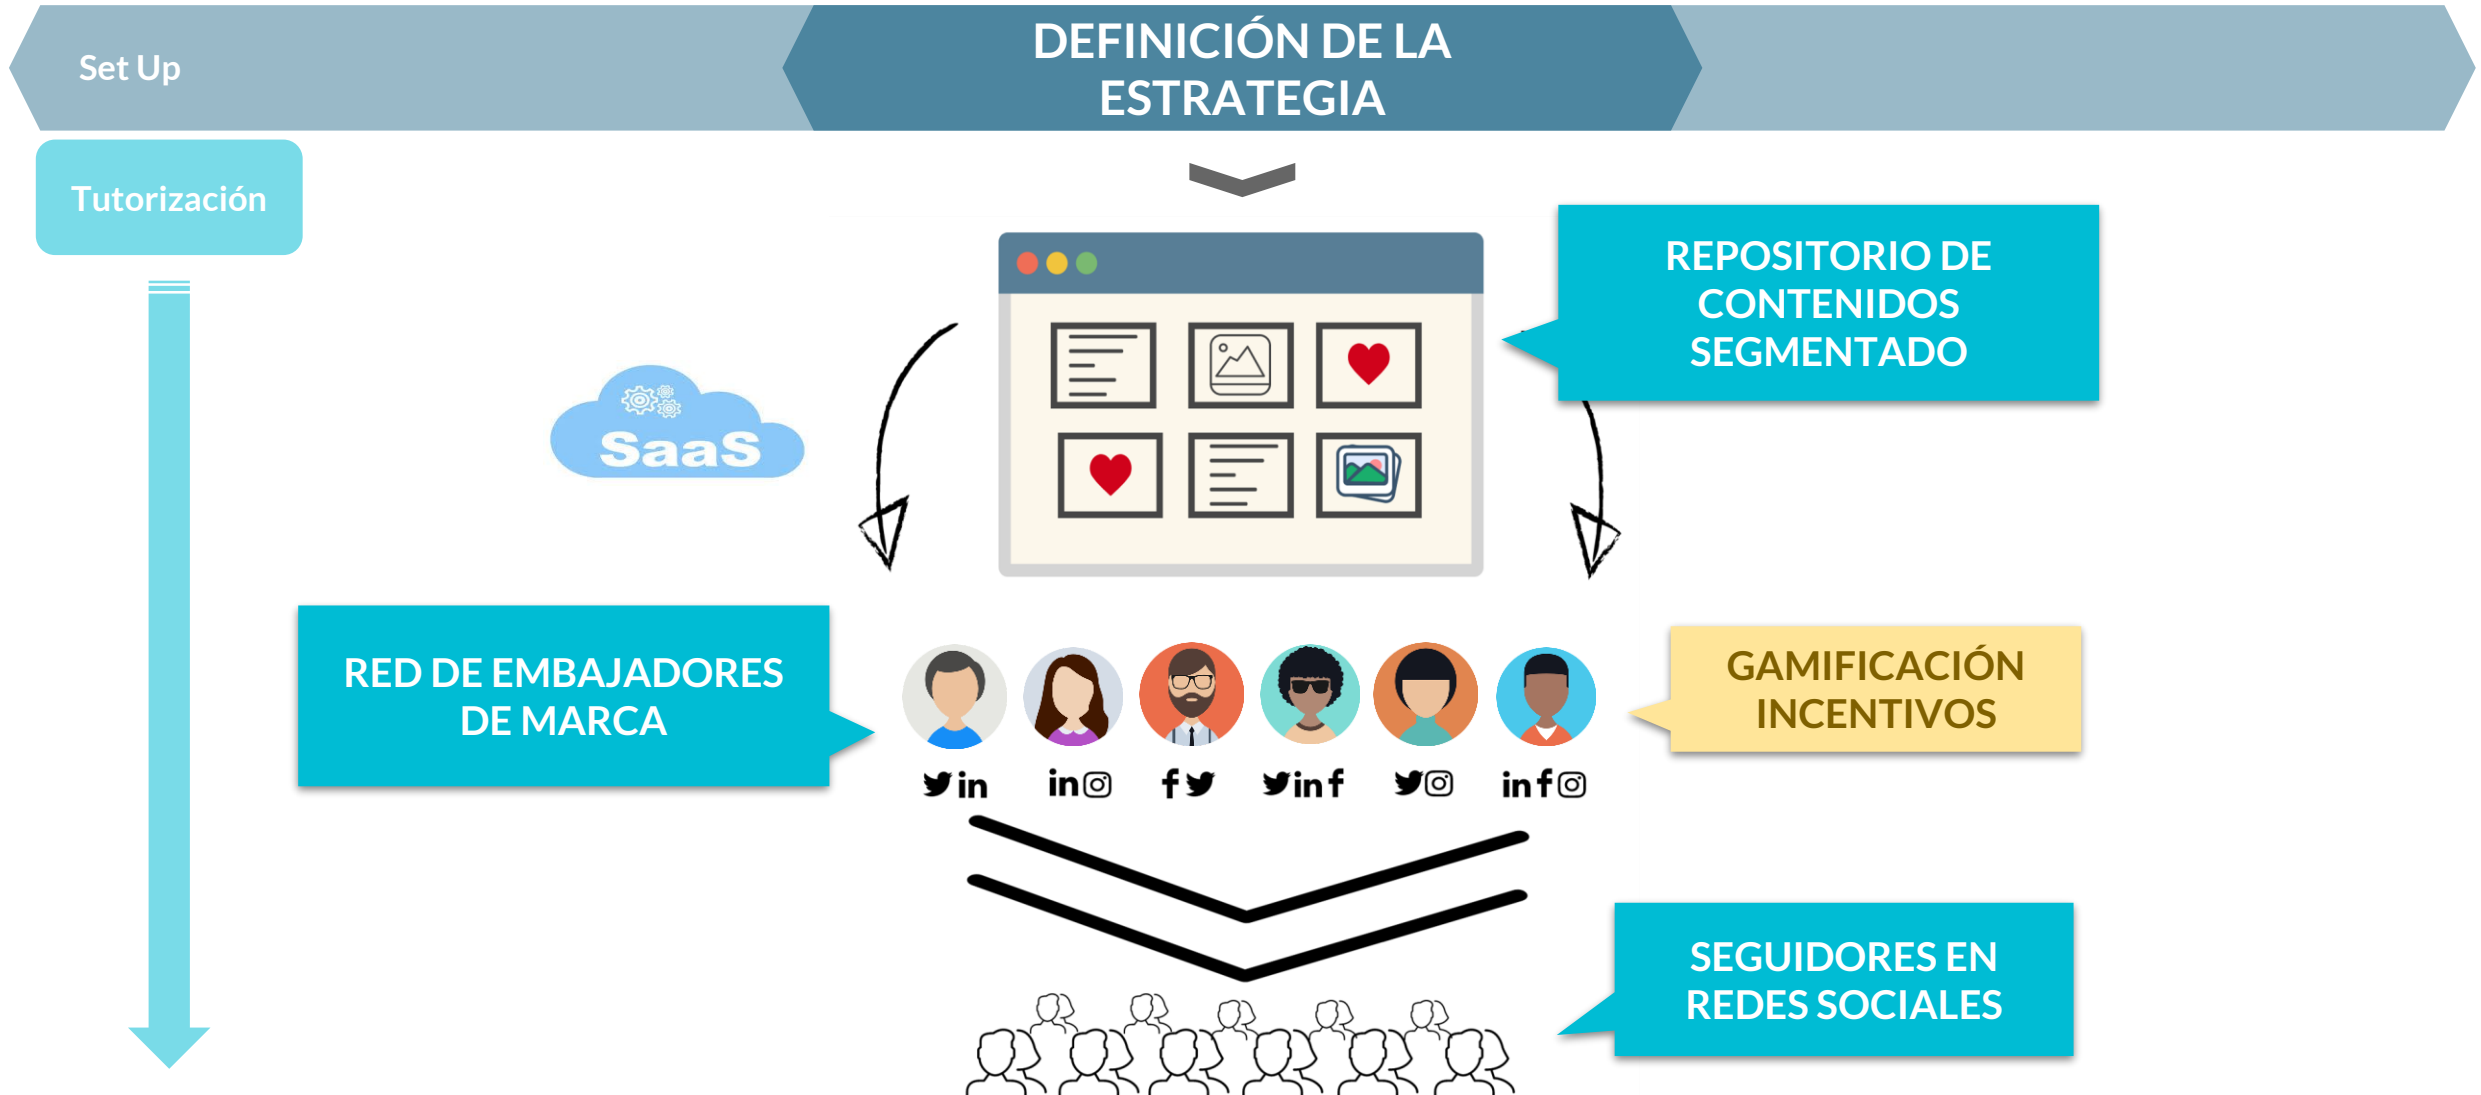 Set Up
DEFINICIÓN DE LA
ESTRATEGIA
Tutorización
REPOSITORIO DE
CONTENIDOS
SEGMENTADO
SaaS
RED DE EMBAJADORES
DE MARCA
GAMIFICACIÓN
INCENTIVOS
in
in
f
in f
in f
SEGUIDORES EN
REDES SOCIALES